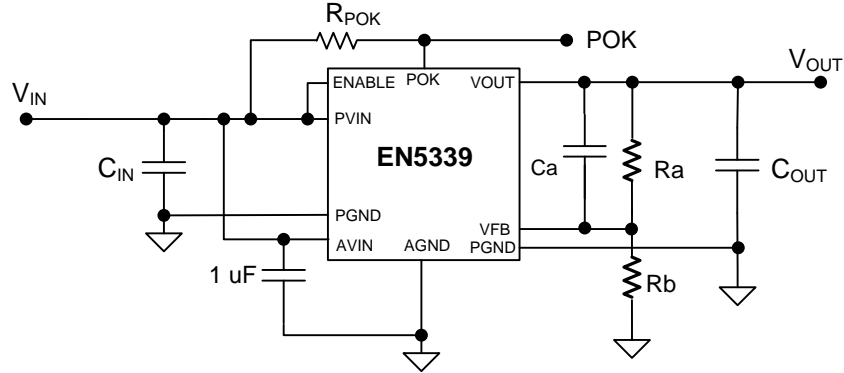 RPOK
POK
ENABLE
POK
VOUT
VOUT
VIN
PVIN
EN5339
CIN
Ca
Ra
COUT
PGND
VFB
AVIN
AGND
PGND
1 uF
Rb